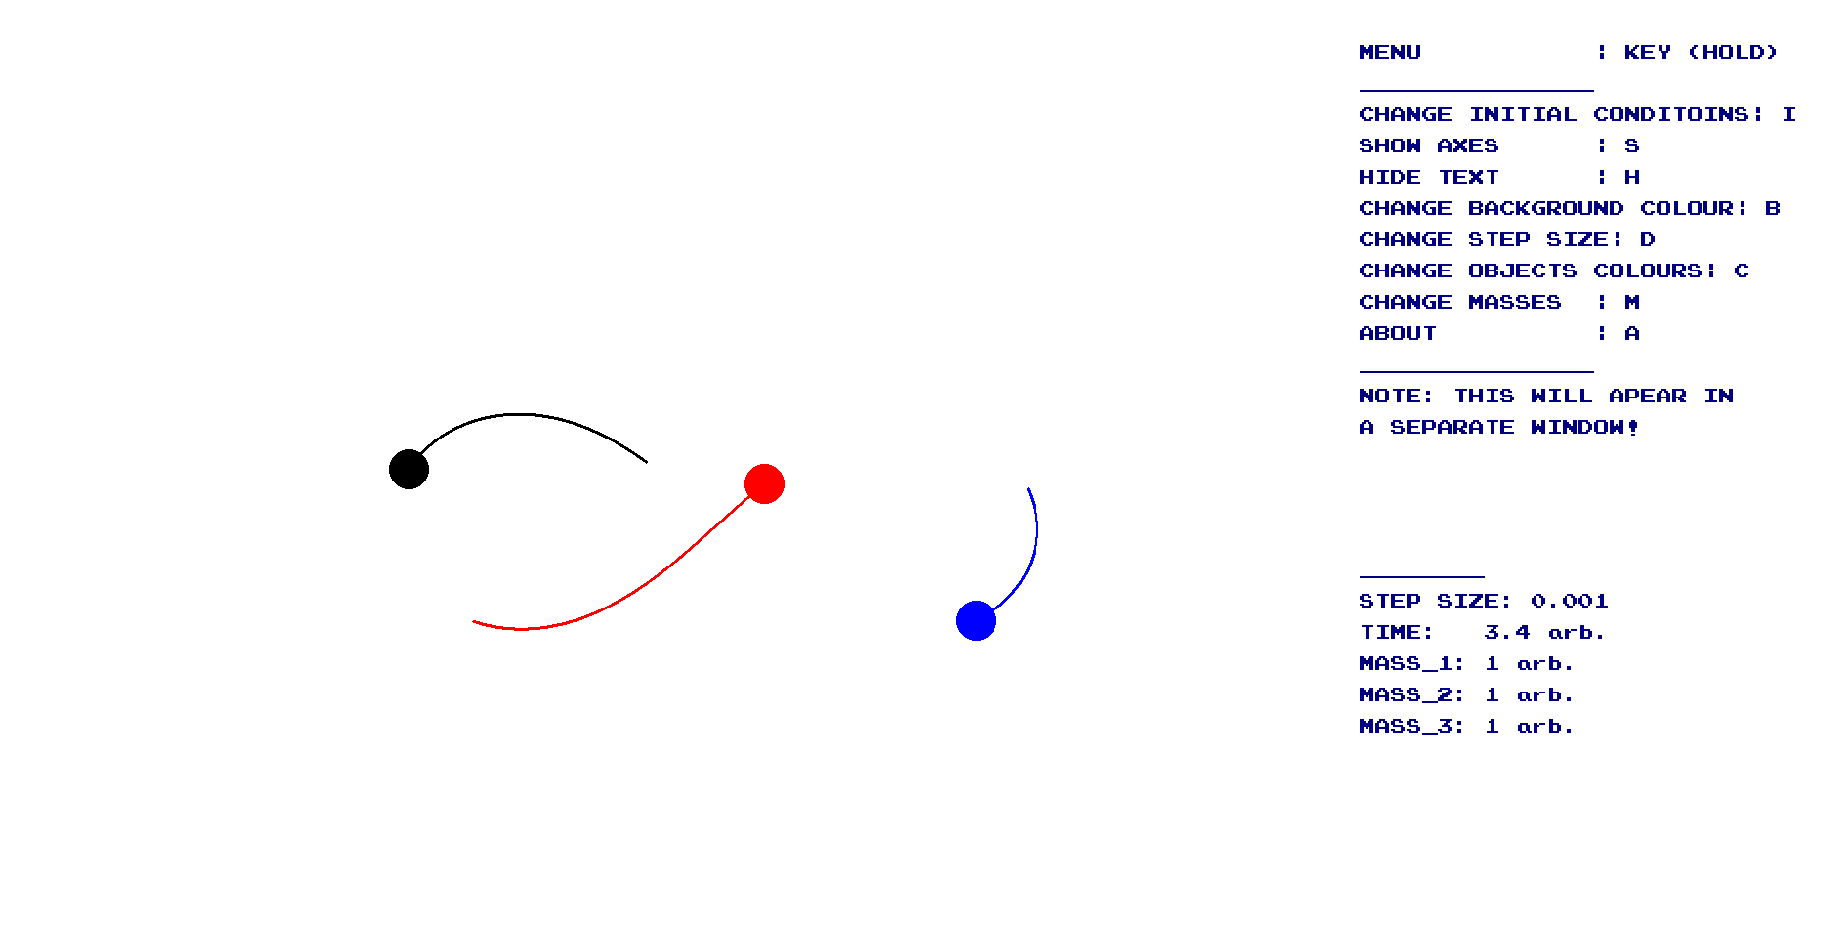 MENU : KEY (HOLD)
CHANGE INITIAL CONDITOINS: I
SHOW AXES : S
HIDE TEXT : H
CHANGE BACKGROUND COLOUR: B
CHANGE STEP SIZE: D
CHANGE OBJECTS COLOURS: C
CHANGE MASSES : M
ABOUT : A
NOTE: THIS WILL APEAR IN
A SEPARATE WINDOW!
STEP SIZE: 0.001
TIME: 3.4 arb.
MASS_1: 1 arb.
MASS_2: 1 arb.
MASS_3: 1 arb.